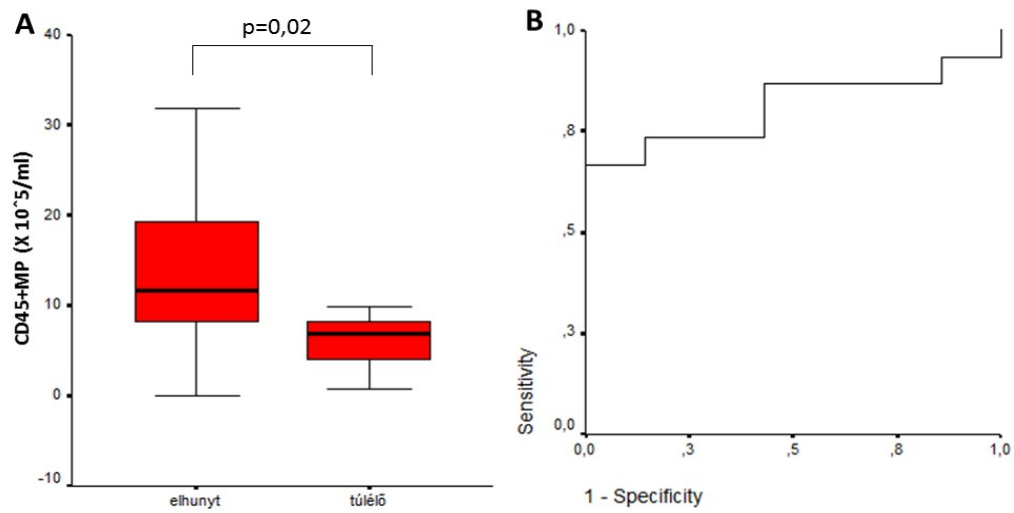 A
p=0,02
CD45+MP (X 10^5/ml)
40
30
20
10
0
-10
elhunyt
túlélő
B
Sensitivity
1,0
,8
,5
,3
0,0
0,0
,3
,5
,8
1,0
1 - Specificity